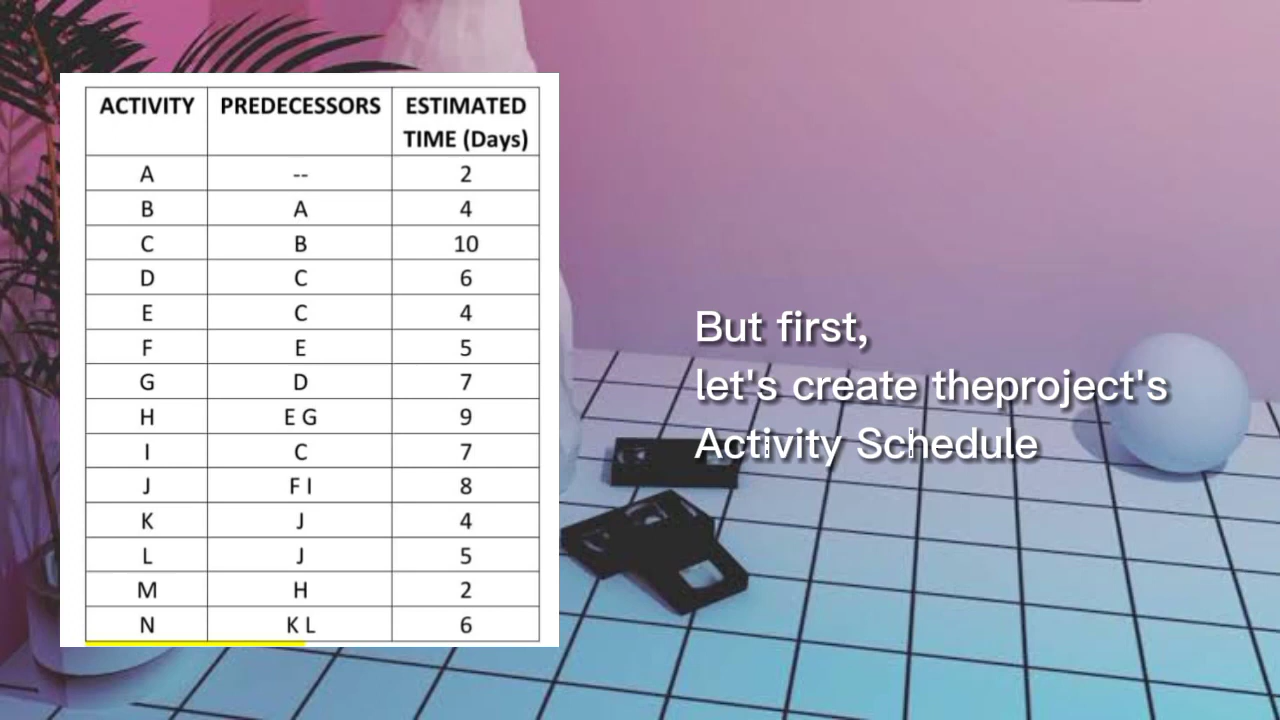 ACTIVITY PREDECESSORS ESTIMATED
TIME (Days)
A -- 2
B A 4
C B 10
D C 6
E C 4
F E 5
G D 7
H E G 9
I C 7
J F I 8
K J 4
L J 5
M H 2
N K L 6
But first,
let's create theproject's
Activity Schedule